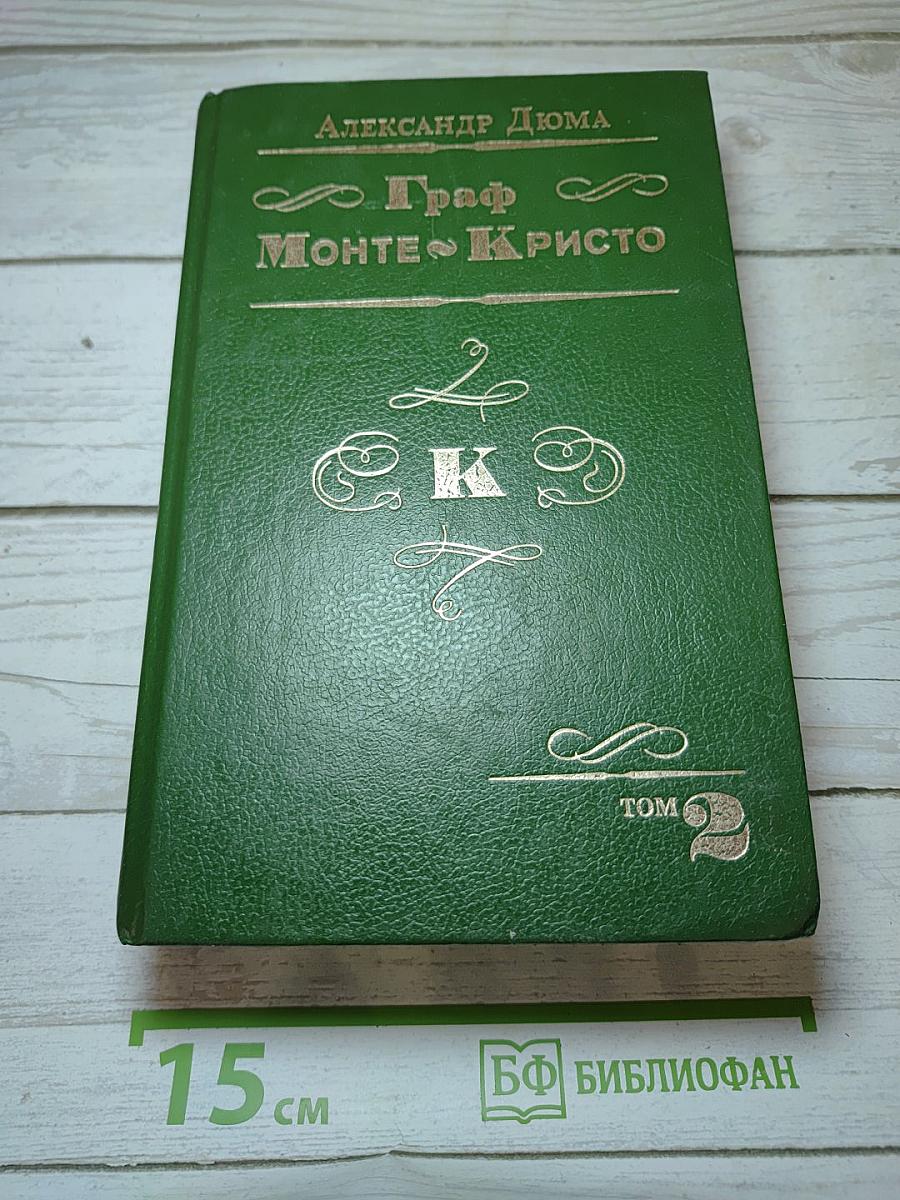 Александр Дюма
Граф
Монте~Кристо
К
том 2
15 см
БФ БИБЛИОФАН